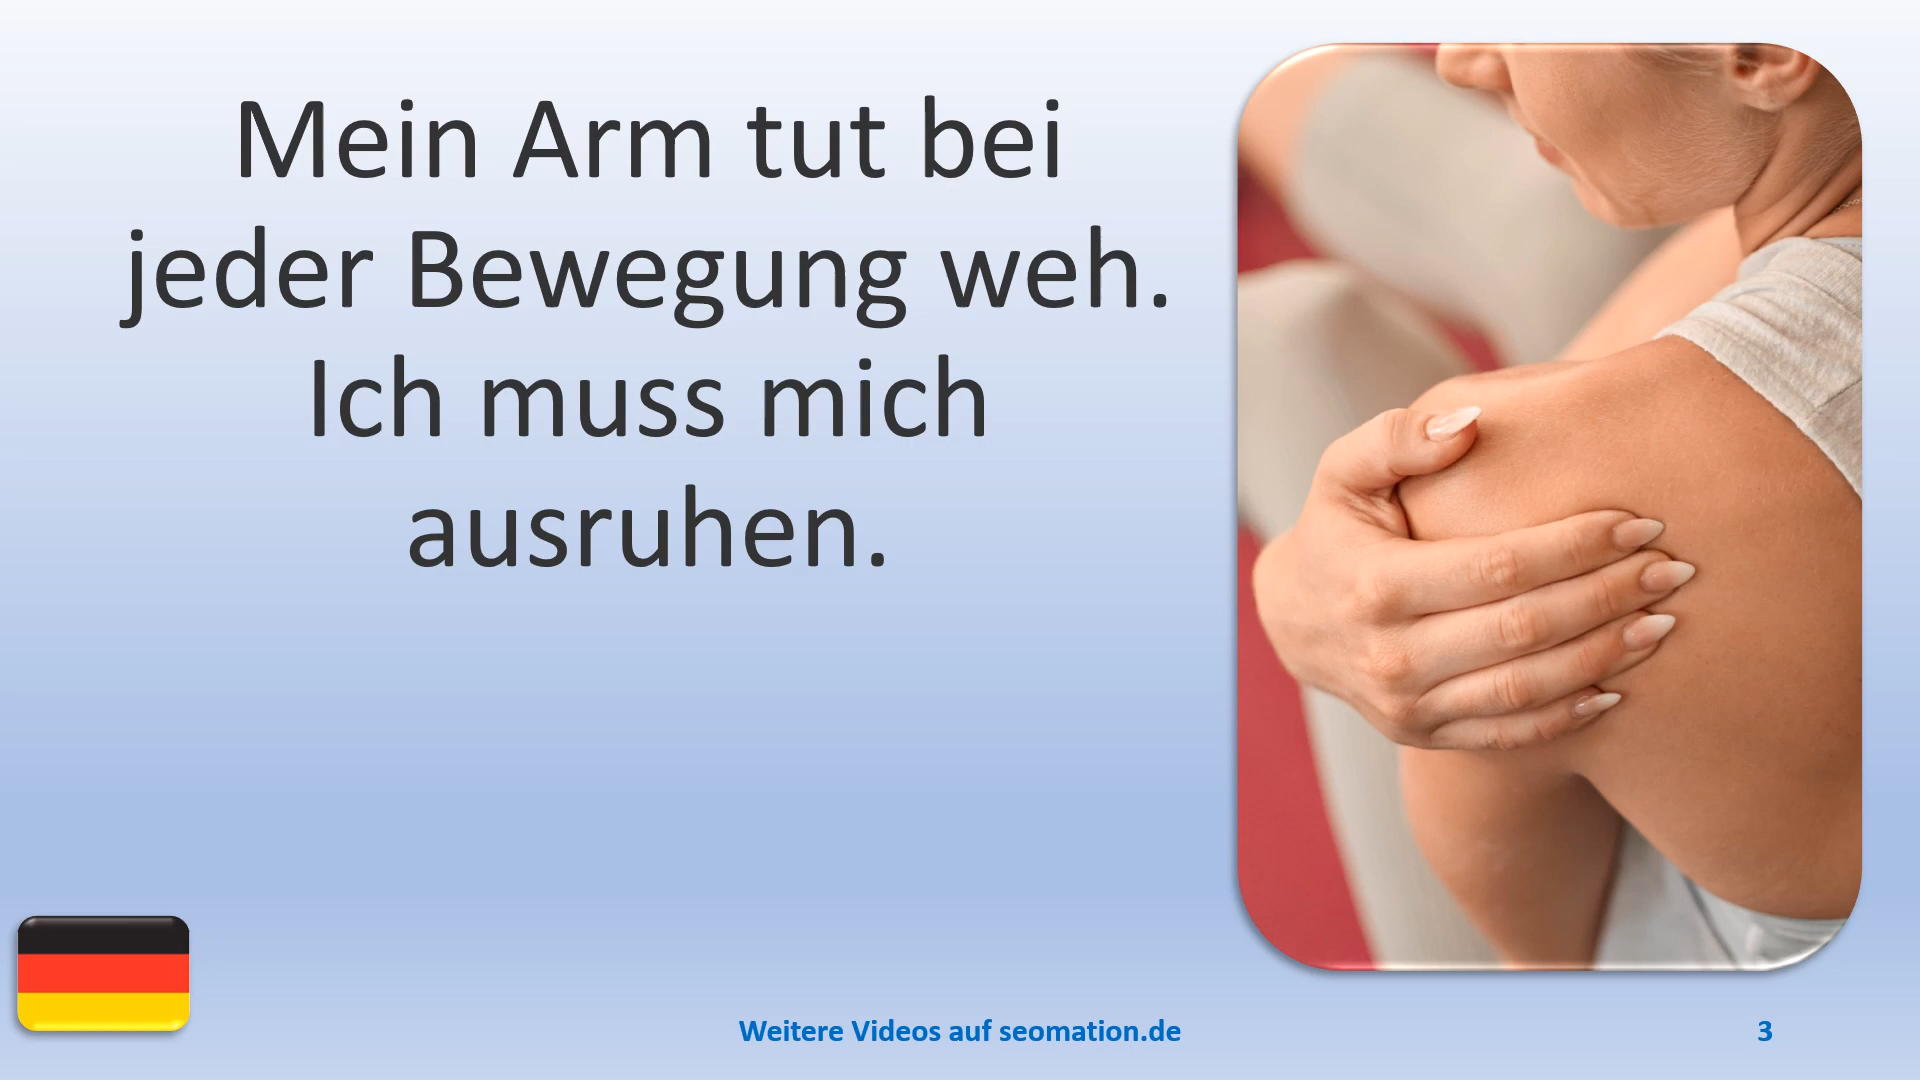 Mein Arm tut bei
jeder Bewegung weh.
Ich muss mich
ausruhen.
Weitere Videos auf seomation.de
3